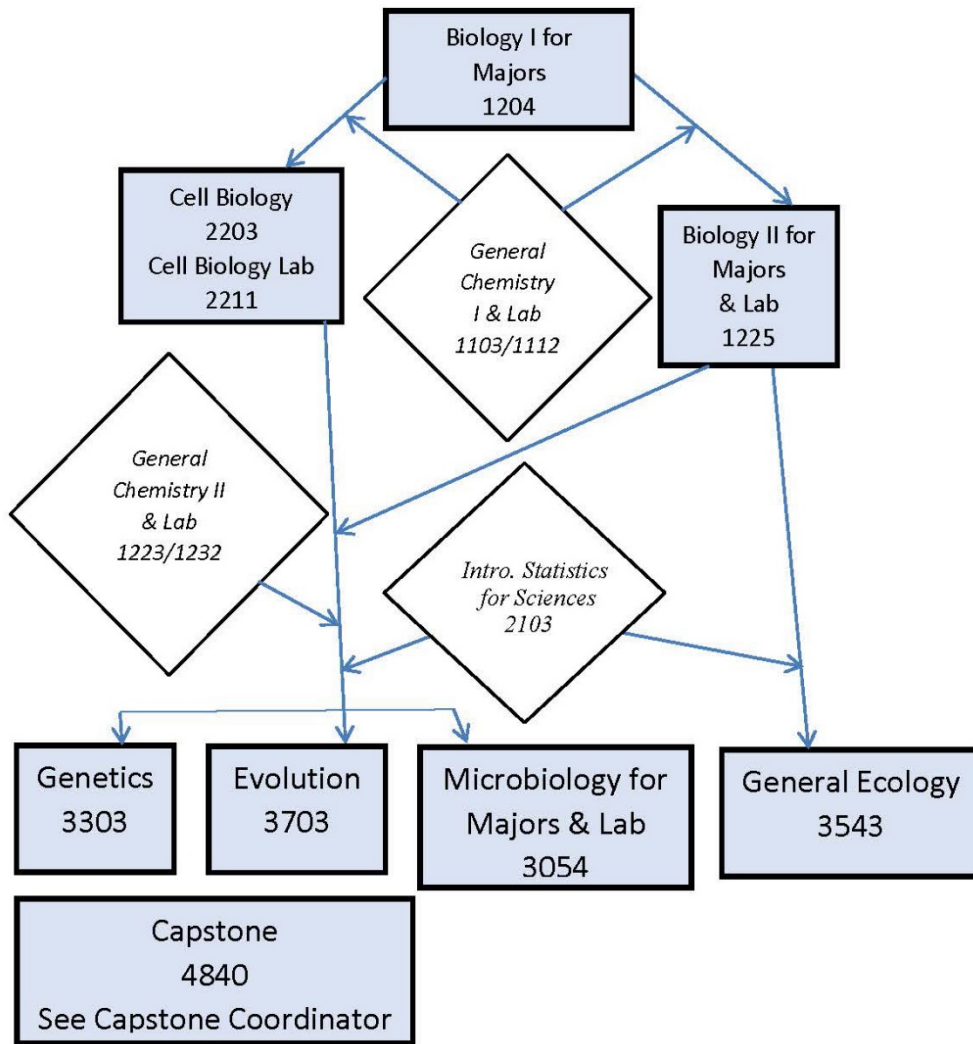 Biology I for
Majors
1204
Cell Biology
2203
Cell Biology Lab
2211
General
Chemistry
I & Lab
1103/1112
Biology II for
Majors
& Lab
1225
General
Chemistry II
& Lab
1223/1232
Intro. Statistics
for Sciences
2103
Genetics
3303
Evolution
3703
Microbiology for
Majors & Lab
3054
General Ecology
3543
Capstone
4840
See Capstone Coordinator